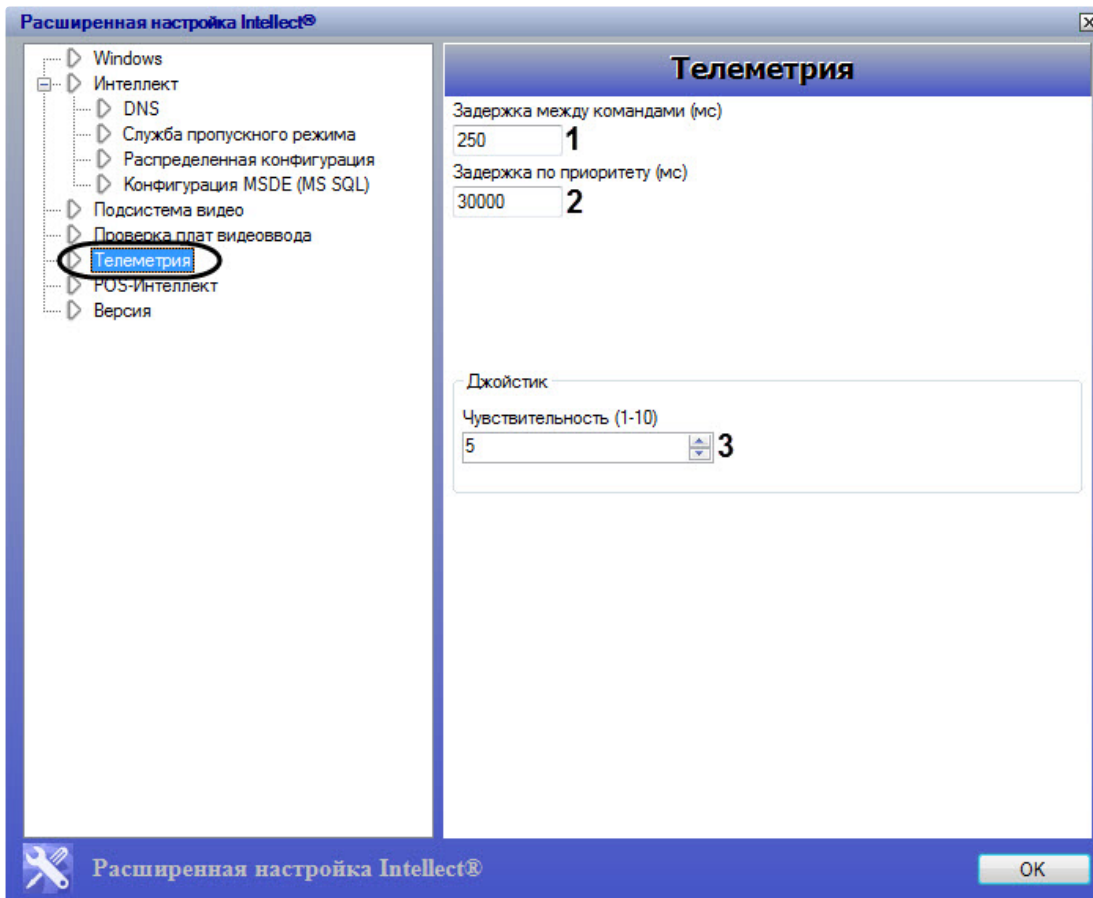 Расширенная настройка Intellect®
Windows
Интеллект
DNS
Служба пропускного режима
Распределенная конфигурация
Конфигурация MSDE (MS SQL)
Подсистема видео
Проверка плат видеоввода
Телеметрия
POS-Интеллект
Версия
Телеметрия
Задержка между командами (мс)
250 1
Задержка по приоритету (мс)
30000 2
Джойстик
Чувствительность (1-10)
5 3
Расширенная настройка Intellect®
OK